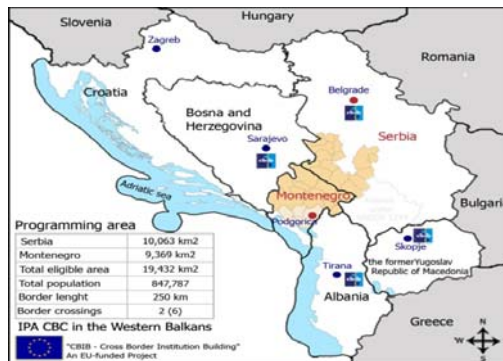 Slovenia
Hungary
Romania
Zagreb
Croatia
Belgrade
Bosna and
Herzegovina
Serbia
Sarajevo
Adriatic sea
Montenegro
Podgorica
Bulgaria
Skopje
the former Yugoslav
Republic of Macedonia
Tirana
Albania
Greece
Programming area
Serbia 10,063 km2
Montenegro 9,369 km2
Total eligible area 19,432 km2
Total population 847,787
Border lenght 250 km
Border crossings 2 (6)
IPA CBC in the Western Balkans
"CBIB - Cross Border Institution Building"
An EU-funded Project
N